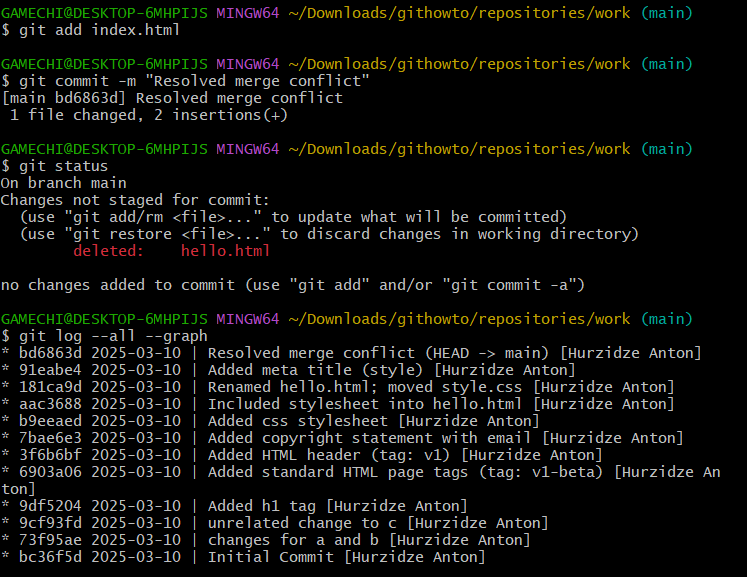 GAMECHI@DESKTOP-6MHPIJS MINGW64 ~/Downloads/githowto/repositories/work (main)
$ git add index.html
GAMECHI@DESKTOP-6MHPIJS MINGW64 ~/Downloads/githowto/repositories/work (main)
$ git commit -m "Resolved merge conflict"
[main bd6863d] Resolved merge conflict
 1 file changed, 2 insertions(+)
GAMECHI@DESKTOP-6MHPIJS MINGW64 ~/Downloads/githowto/repositories/work (main)
$ git status
On branch main
Changes not staged for commit:
  (use "git add/rm <file>..." to update what will be committed)
  (use "git restore <file>..." to discard changes in working directory)
        deleted:    hello.html
no changes added to commit (use "git add" and/or "git commit -a")
GAMECHI@DESKTOP-6MHPIJS MINGW64 ~/Downloads/githowto/repositories/work (main)
$ git log --all --graph
* bd6863d 2025-03-10 | Resolved merge conflict (HEAD -> main) [Hurzidze Anton]
* 91eabe4 2025-03-10 | Added meta title (style) [Hurzidze Anton]
* 181ca9d 2025-03-10 | Renamed hello.html; moved style.css [Hurzidze Anton]
* aac3688 2025-03-10 | Included stylesheet into hello.html [Hurzidze Anton]
* b9eeaed 2025-03-10 | Added css stylesheet [Hurzidze Anton]
* 7bae6e3 2025-03-10 | Added copyright statement with email [Hurzidze Anton]
* 3f6b6bf 2025-03-10 | Added HTML header (tag: v1) [Hurzidze Anton]
* 6903a06 2025-03-10 | Added standard HTML page tags (tag: v1-beta) [Hurzidze An
ton]
* 9df5204 2025-03-10 | Added h1 tag [Hurzidze Anton]
* 9cf93fd 2025-03-10 | unrelated change to c [Hurzidze Anton]
* 73f95ae 2025-03-10 | changes for a and b [Hurzidze Anton]
* bc36f5d 2025-03-10 | Initial Commit [Hurzidze Anton]